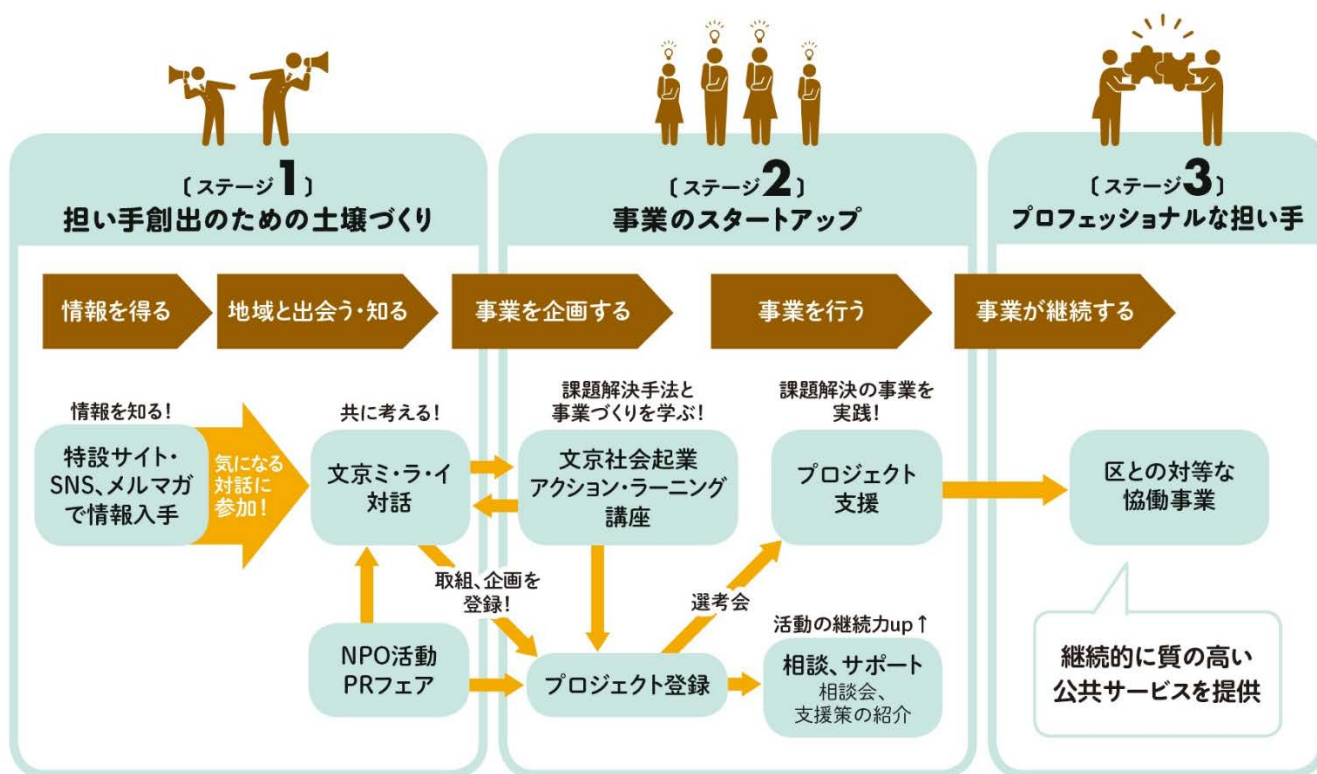 〔ステージ1〕
担い手創出のための土壌づくり
〔ステージ2〕
事業のスタートアップ
〔ステージ3〕
プロフェッショナルな担い手
情報を得る
地域と出会う・知る
事業を企画する
事業を行う
事業が継続する
情報を知る!
特設サイト・
SNS、メルマガ
で情報入手
気になる
対話に
参加!
共に考える!
文京ミ・ラ・イ
対話
課題解決手法と
事業づくりを学ぶ!
文京社会起業
アクション・ラーニング
講座
課題解決の事業を
実践!
プロジェクト
支援
区との対等な
協働事業
取組、企画を
登録!
選考会
NPO活動
PRフェア
プロジェクト登録
活動の継続力up↑
相談、サポート
相談会、
支援策の紹介
継続的に質の高い
公共サービスを提供